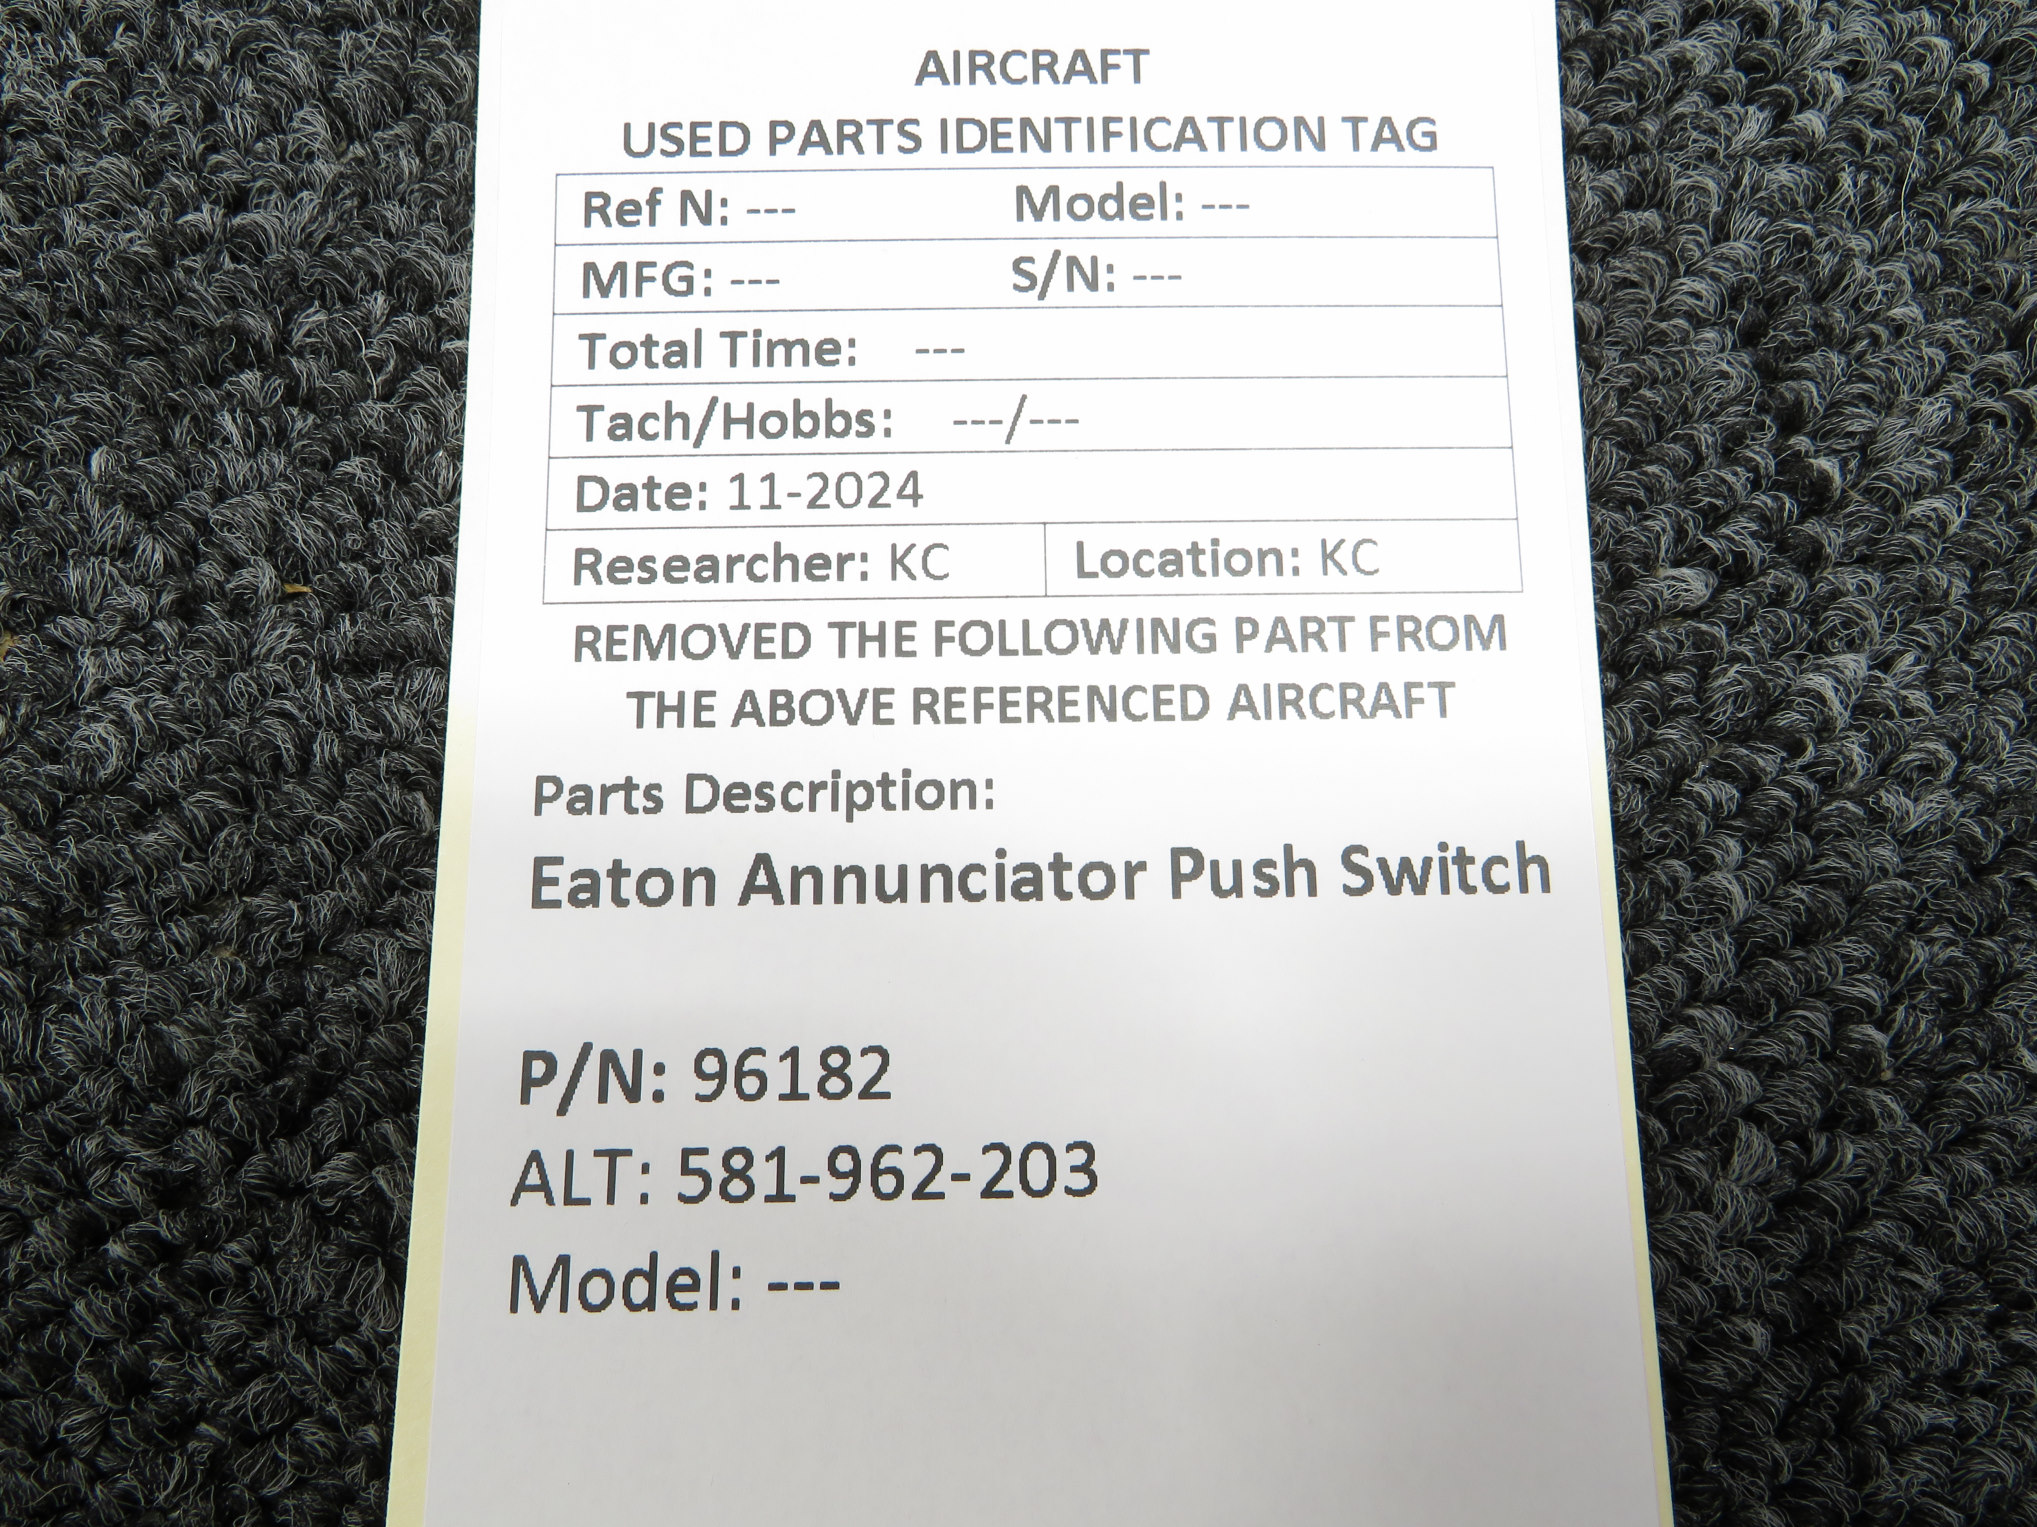 AIRCRAFT
USED PARTS IDENTIFICATION TAG
Ref N: --- Model: ---
MFG: --- S/N: ---
Total Time: ---
Tach/Hobbs: ---/---
Date: 11-2024
Researcher: KC Location: KC
REMOVED THE FOLLOWING PART FROM
THE ABOVE REFERENCED AIRCRAFT
Parts Description:
Eaton Annunciator Push Switch
P/N: 96182
ALT: 581-962-203
Model: ---